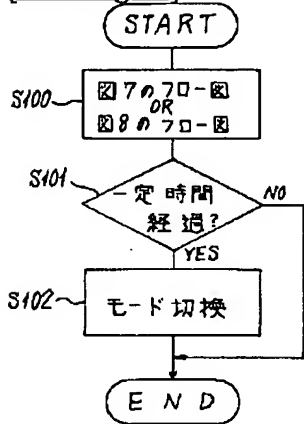 START
S100
図7のフロー図
OR
図8のフロー図
S101
一定時間
経過?
NO
YES
S102
モード切換
END